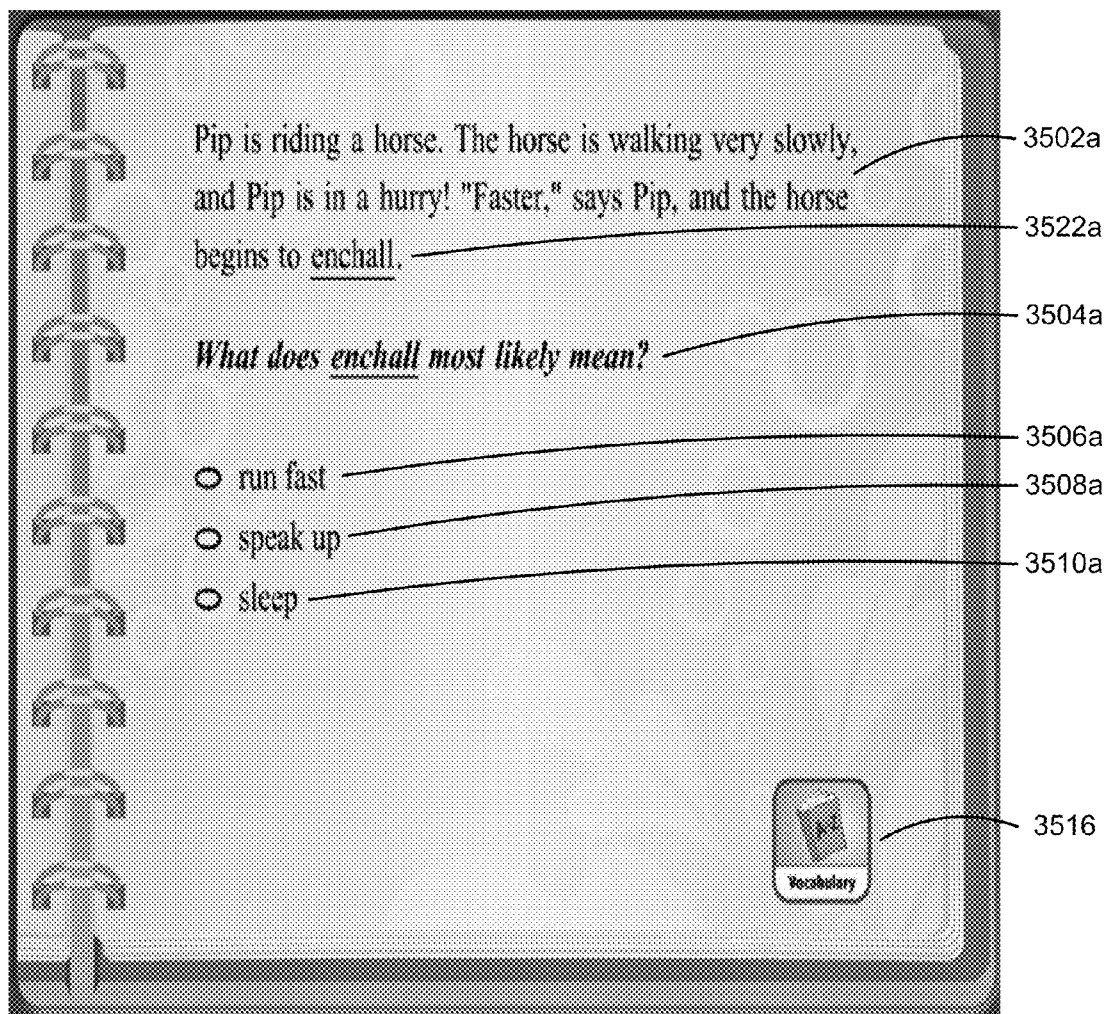 Pip is riding a horse. The horse is walking very slowly,
and Pip is in a hurry! "Faster," says Pip, and the horse
begins to enchall.
What does enchall most likely mean?
O run fast
O speak up
O sleep
Vocabulary
3502a
3522a
3504a
3506a
3508a
3510a
3516